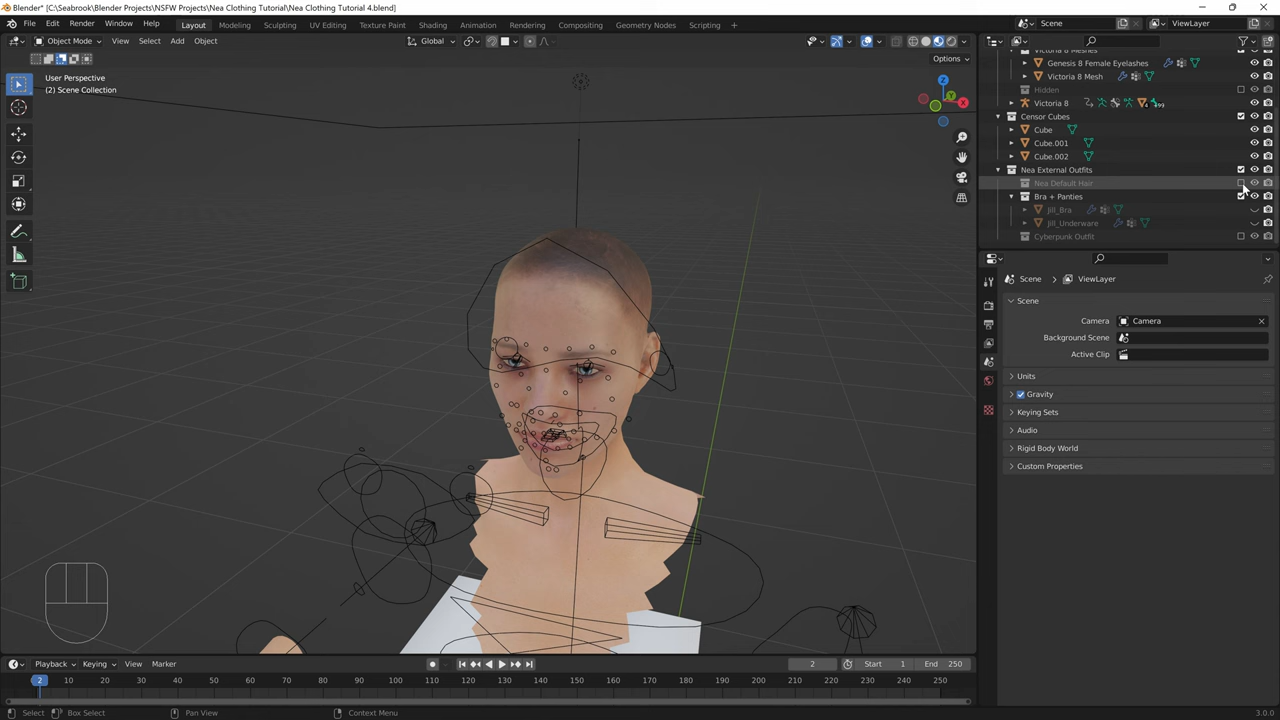 Blender* [C:\Seabrook\Blender Projects\NSFW Projects\Nea Clothing Tutorial\Nea Clothing Tutorial 4.blend]
File Edit Render Window Help Layout Modeling Sculpting UV Editing Texture Paint Shading Animation Rendering Compositing Geometry Nodes Scripting + Scene ViewLayer
Object Mode View Select Add Object Global
Options
User Perspective
(2) Scene Collection
Z
Y
X
Victoria 8 Meshes
Genesis 8 Female Eyelashes
Victoria 8 Mesh
Hidden
Victoria 8
Censor Cubes
Cube
Cube.001
Cube.002
Nea External Outfits
Nea Default Hair
Bra + Panties
Jill_Bra
Jill_Underware
Cyberpunk Outfit
Scene ViewLayer
Scene
Camera Camera
Background Scene
Active Clip
Units
Gravity
Keying Sets
Audio
Rigid Body World
Custom Properties
Playback Keying View Marker 2 Start 1 End 250
2 10 20 30 40 50 60 70 80 90 100 110 120 130 140 150 160 170 180 190 200 210 220 230 240 250
Select Box Select Pan View Context Menu 3.0.0